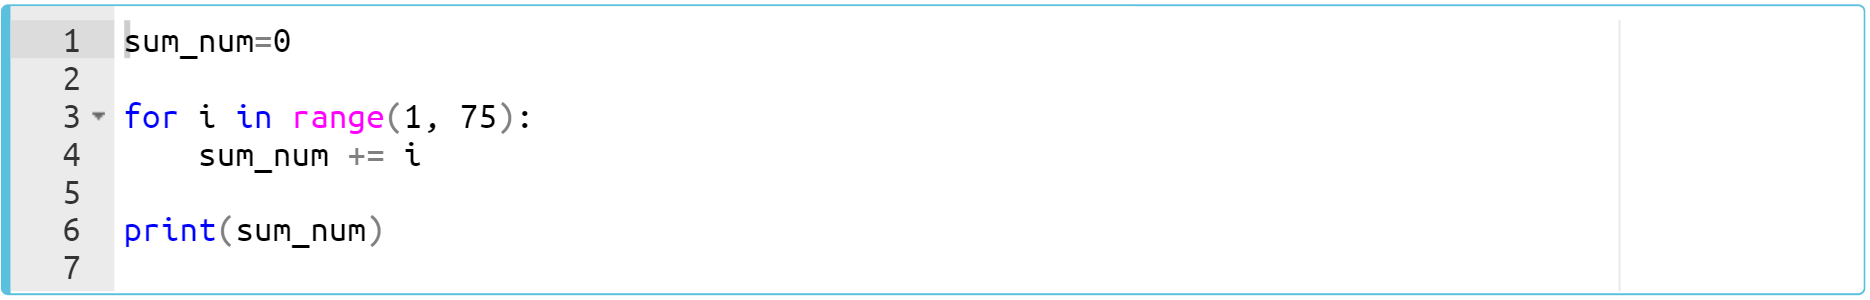 1 sum_num=0
2
3 for i in range(1, 75):
4     sum_num += i
5
6 print(sum_num)
7